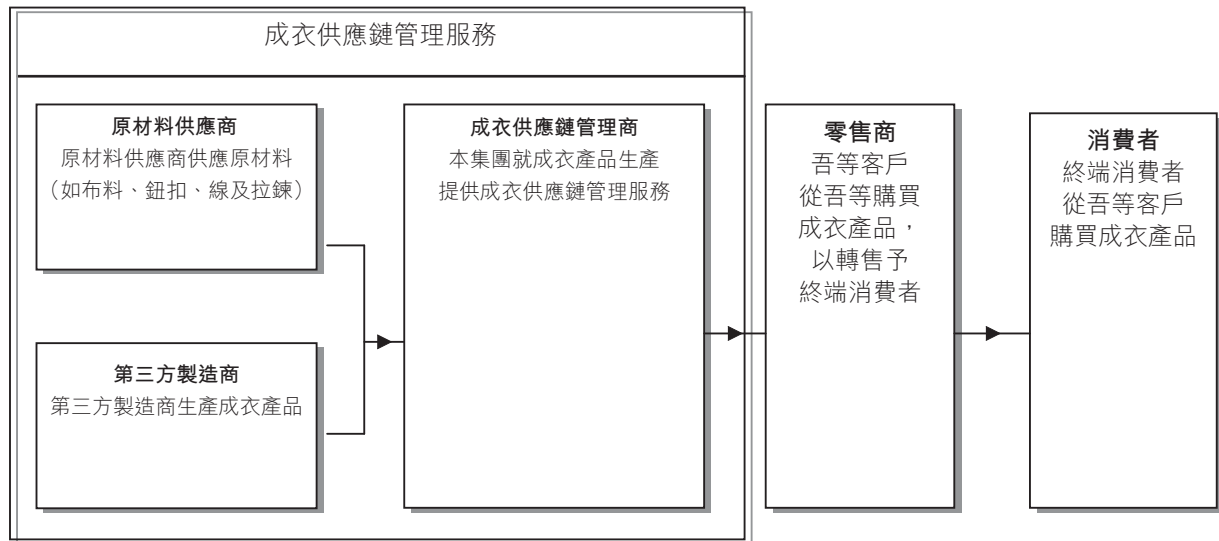 成衣供應鏈管理服務
原材料供應商
原材料供應商供應原材料
（如布料、鈕扣、線及拉鍊）
第三方製造商
第三方製造商生產成衣產品
成衣供應鏈管理商
本集團就成衣產品生產
提供成衣供應鏈管理服務
零售商
吾等客戶
從吾等購買
成衣產品，
以轉售予
終端消費者
消費者
終端消費者
從吾等客戶
購買成衣產品